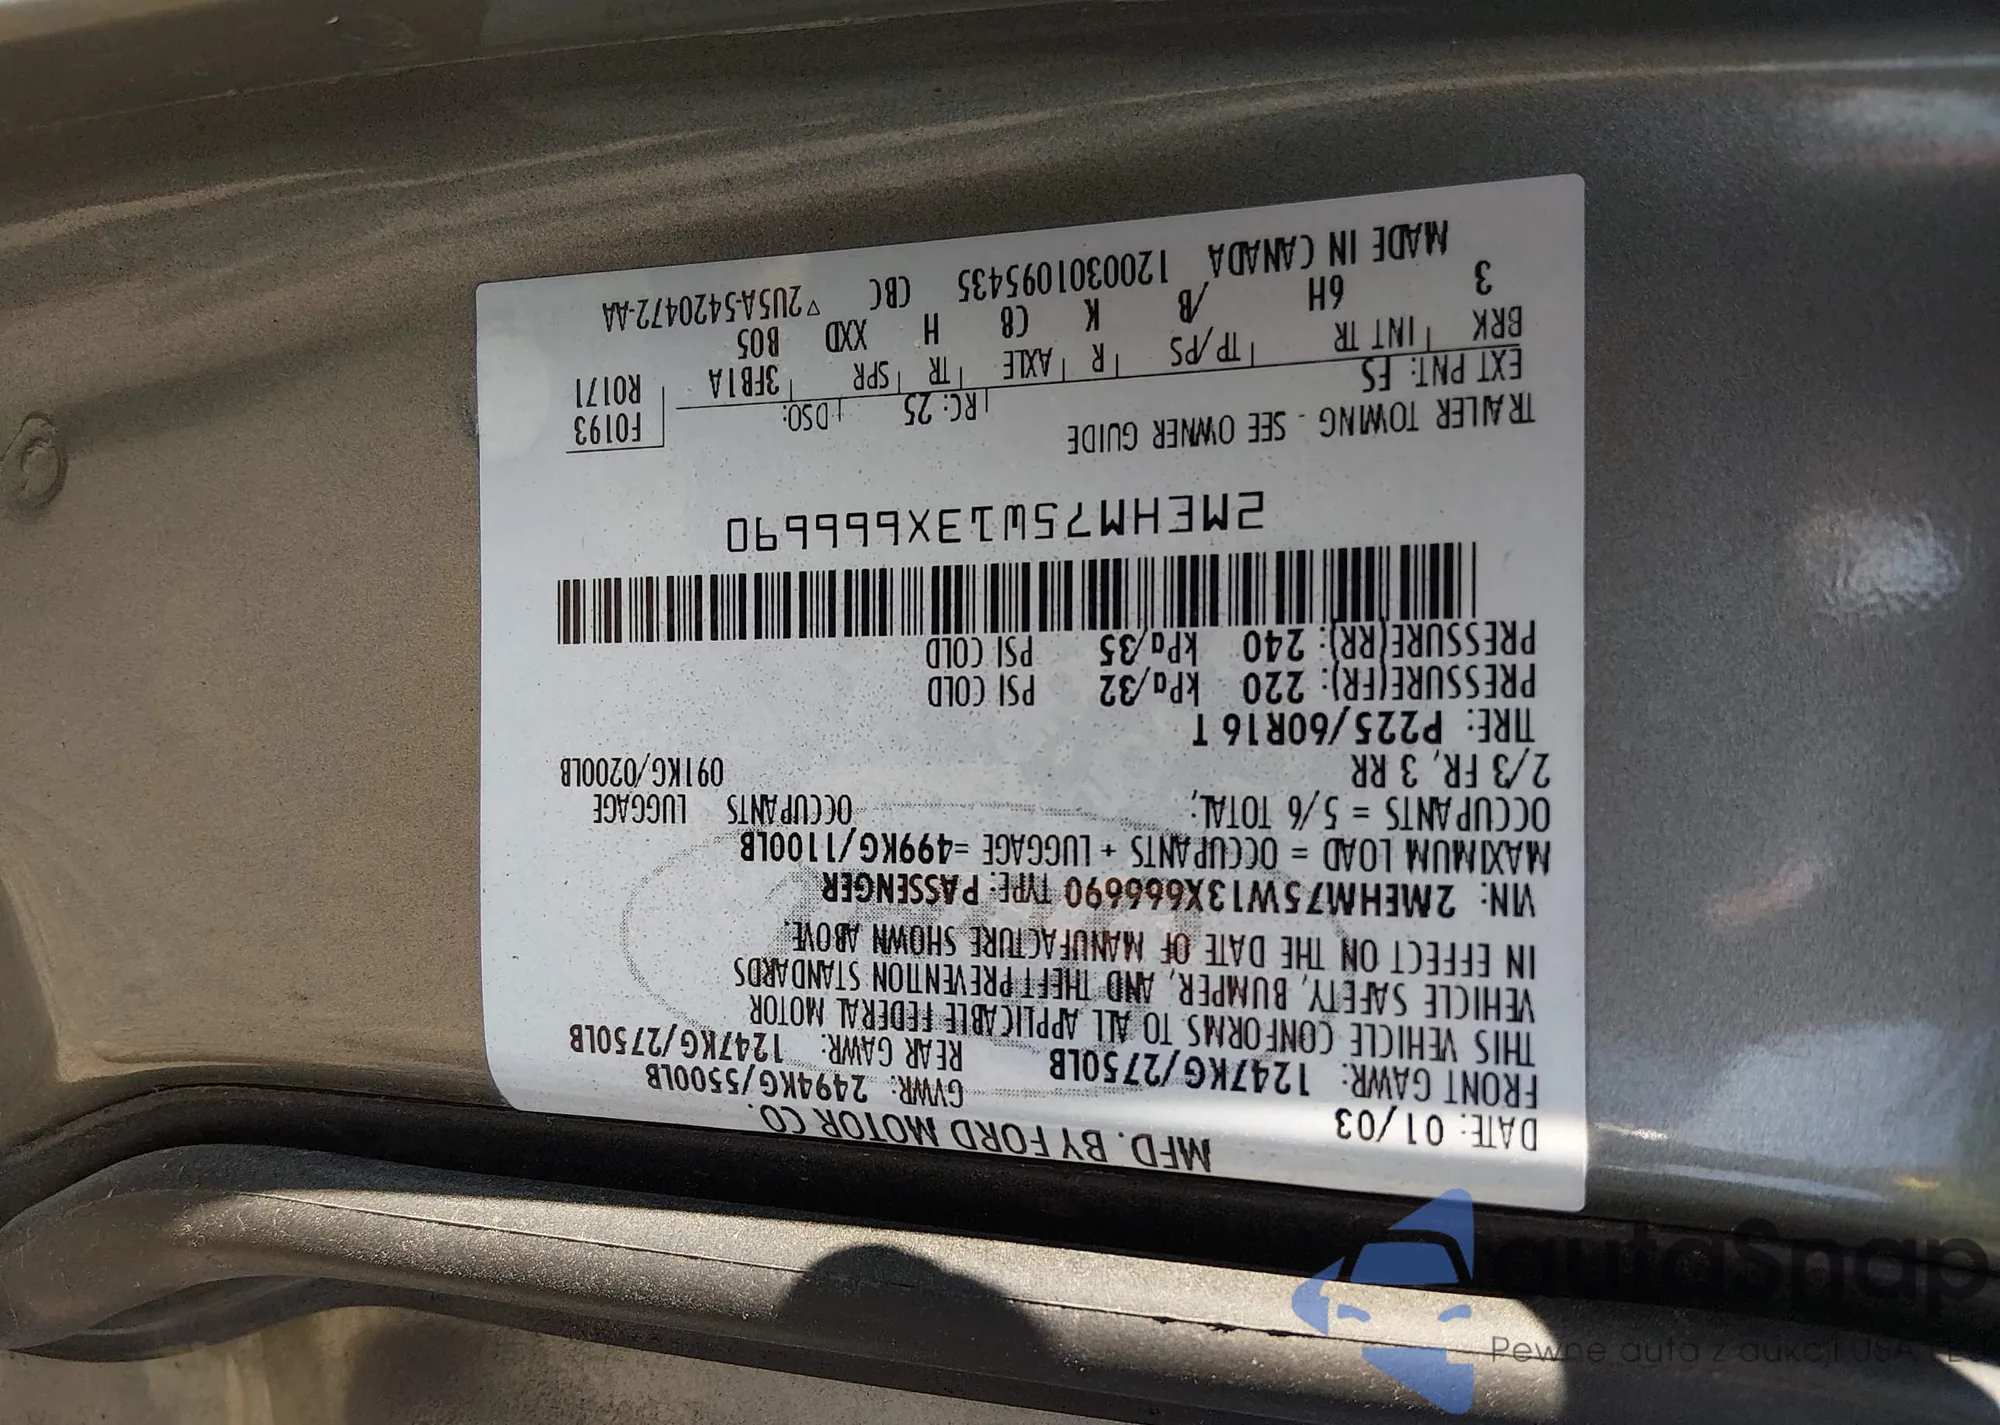 MFD. BY FORD MOTOR CO.
DATE: 01/03
GVWR: 2494KG/5500LB
FRONT GAWR: 1247KG/2750LB
REAR GAWR: 1247KG/2750LB
THIS VEHICLE CONFORMS TO ALL APPLICABLE FEDERAL MOTOR
VEHICLE SAFETY, BUMPER, AND THEFT PREVENTION STANDARDS
IN EFFECT ON THE DATE OF MANUFACTURE SHOWN ABOVE.
VIN: 2MEHM75W13X666690 TYPE: PASSENGER
MAXIMUM LOAD = OCCUPANTS + LUGGAGE =499KG/1100LB
OCCUPANTS = 5/6 TOTAL, OCCUPANTS LUGGAGE
2/3 FR, 3 RR 091KG/0200LB
TIRE: P225/60R16 T
PRESSURE(FR): 220 kPa/32 PSI COLD
PRESSURE(RR): 240 kPa/35 PSI COLD
2MEHM75W13X666690
TRAILER TOWING - SEE OWNER GUIDE
F0193
R0171
EXT PNT: FS RC: 25 DSO:
BRK INT TR TP/PS R AXLE TR SPR 3FB1A
3 6H /B K C8 H XXD B05
MADE IN CANADA 1200301095435 CBC ▽2U5A-5420472-AA
autoSnap
Pewne auto z aukcji USA